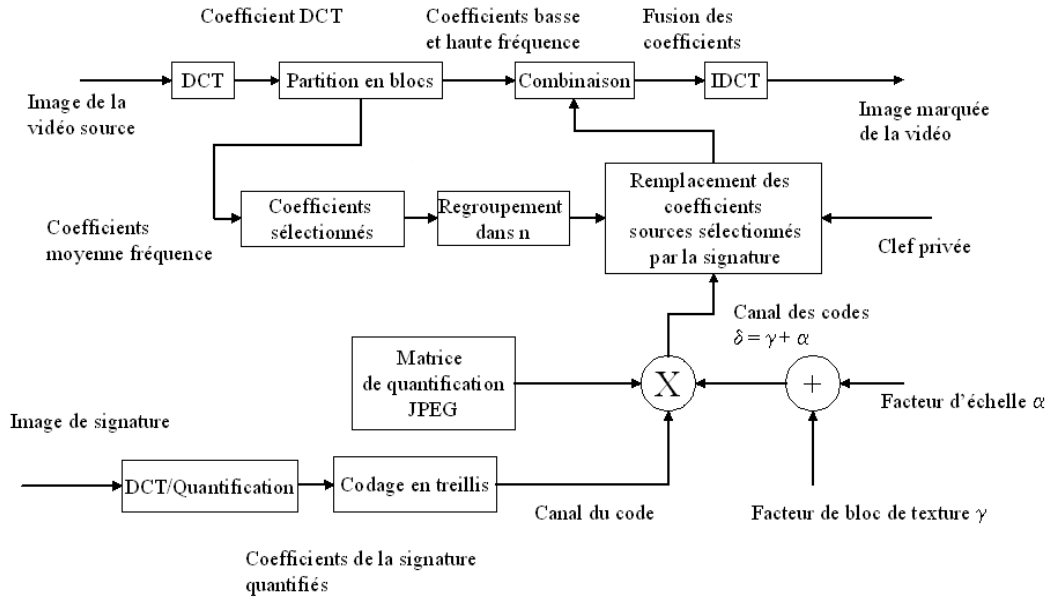 Coefficient DCT
Coefficients basse
et haute fréquence
Fusion des
coefficients
DCT
Partition en blocs
Combinaison
IDCT
Image de la
vidéo source
Image marquée
de la vidéo
Coefficients
moyenne fréquence
Coefficients
sélectionnés
Regroupement
dans n
Remplacement des
coefficients
sources sélectionnés
par la signature
Clef privée
Canal des codes
δ = γ + α
Matrice
de quantification
JPEG
X
+
Facteur d'échelle α
Image de signature
DCT/Quantification
Codage en treillis
Canal du code
Facteur de bloc de texture γ
Coefficients de la signature
quantifiés